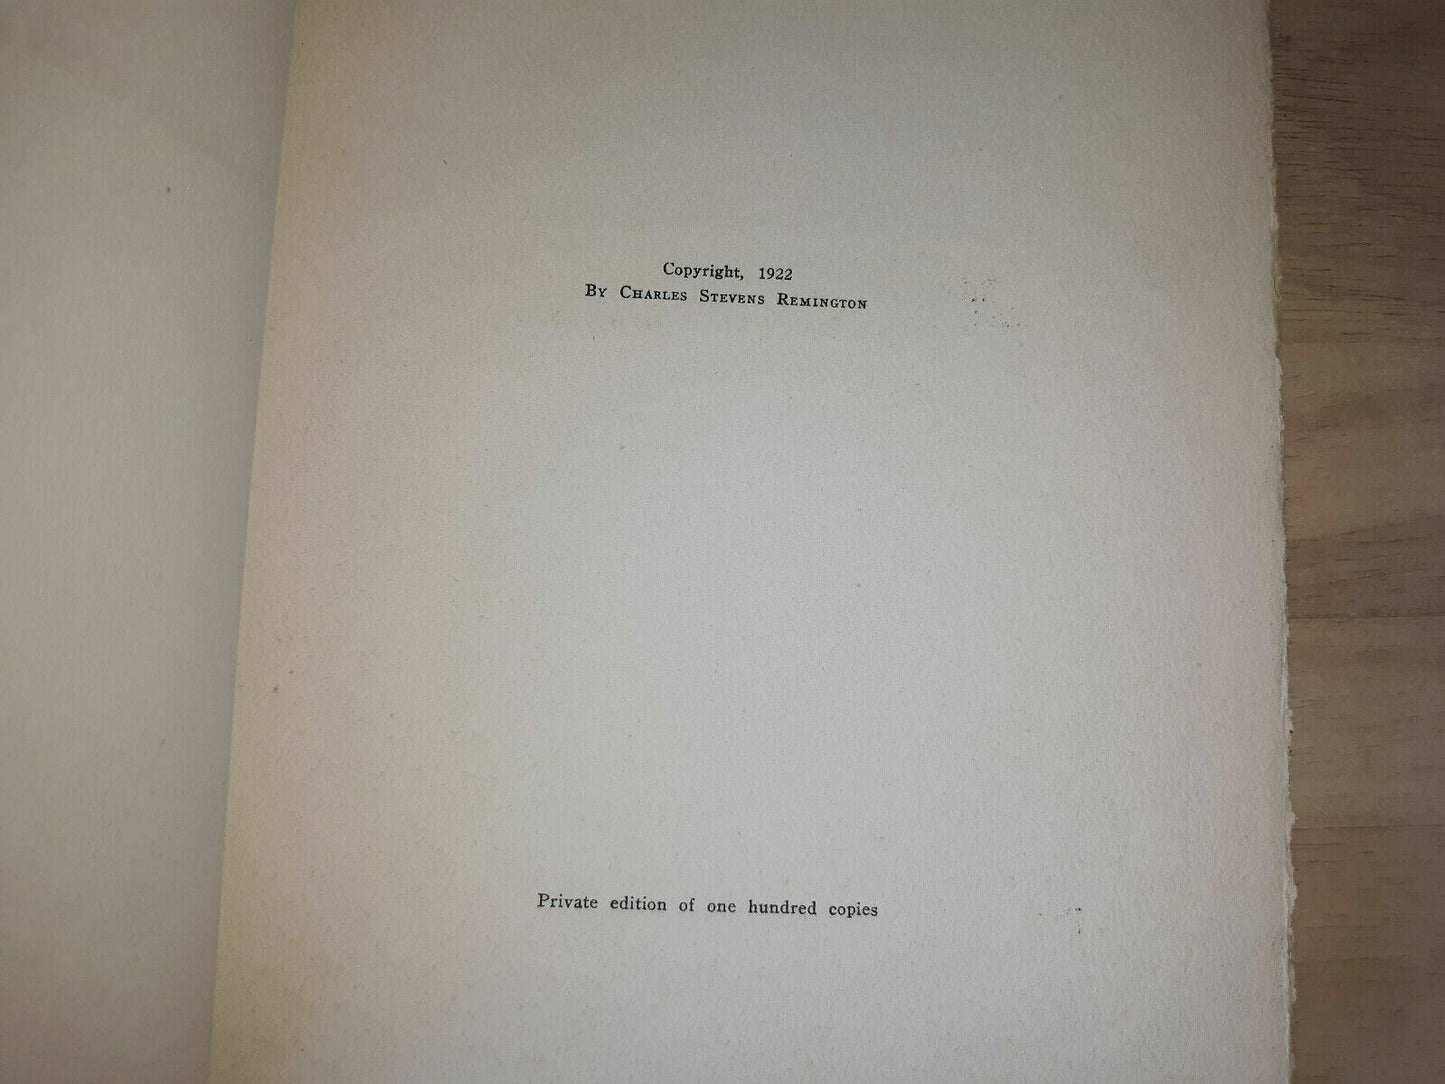 Copyright, 1922
By Charles Stevens Remington
Private edition of one hundred copies